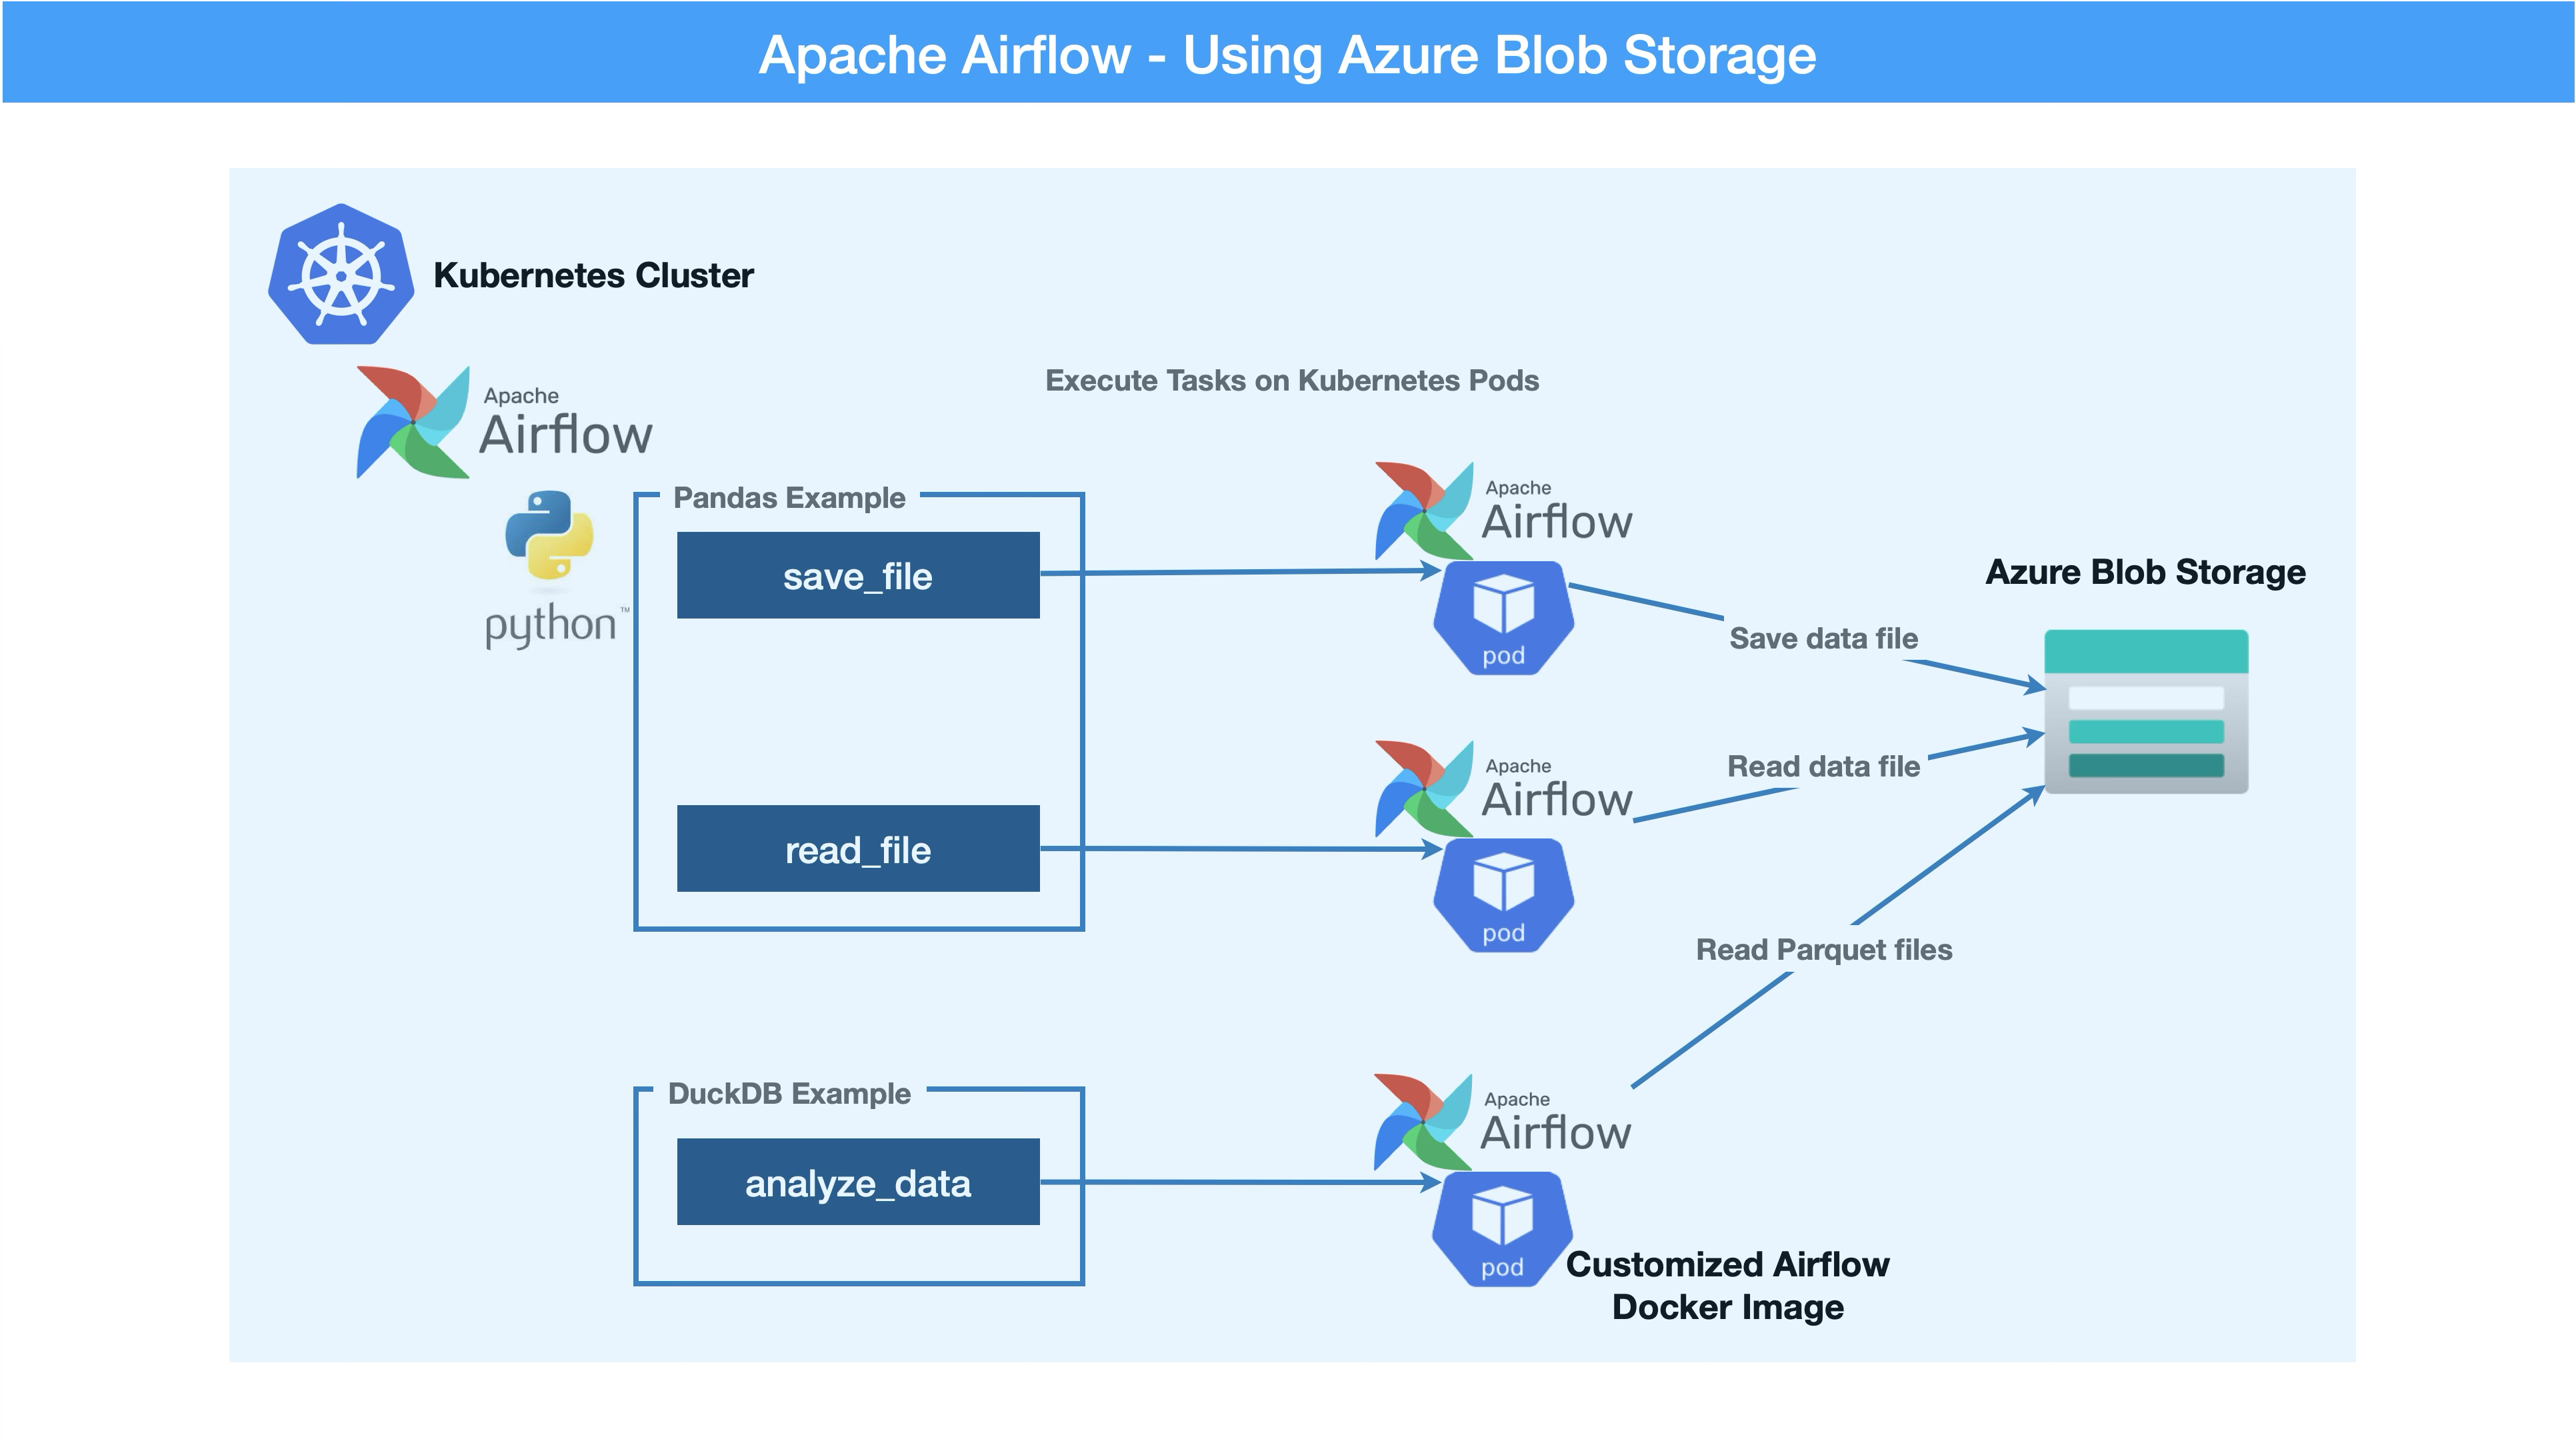 Apache Airflow - Using Azure Blob Storage
Kubernetes Cluster
Apache
Airflow
Execute Tasks on Kubernetes Pods
python™
Pandas Example
save_file
read_file
Apache
Airflow
pod
Save data file
Azure Blob Storage
Apache
Airflow
pod
Read data file
Read Parquet files
DuckDB Example
analyze_data
Apache
Airflow
pod
Customized Airflow
Docker Image